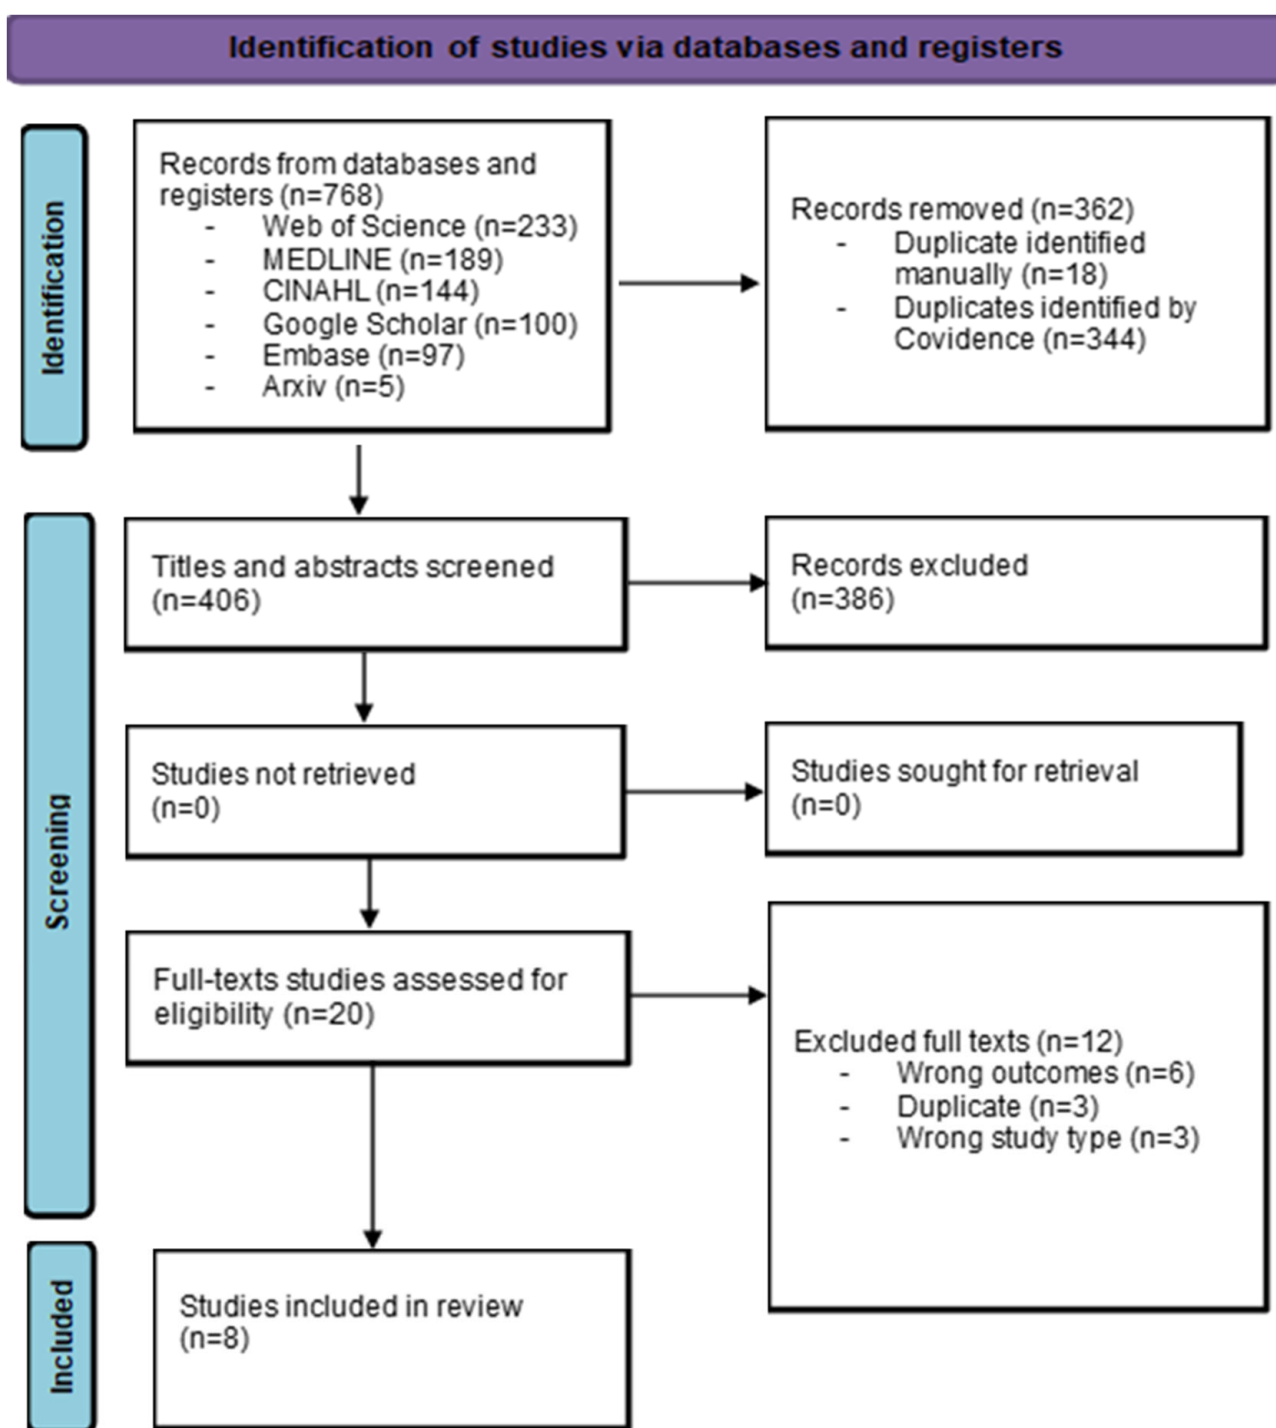 Identification of studies via databases and registers
Identification
Records from databases and
registers (n=768)
- Web of Science (n=233)
- MEDLINE (n=189)
- CINAHL (n=144)
- Google Scholar (n=100)
- Embase (n=97)
- Arxiv (n=5)
Records removed (n=362)
- Duplicate identified
manually (n=18)
- Duplicates identified by
Covidence (n=344)
Screening
Titles and abstracts screened
(n=406)
Records excluded
(n=386)
Studies not retrieved
(n=0)
Studies sought for retrieval
(n=0)
Full-texts studies assessed for
eligibility (n=20)
Excluded full texts (n=12)
- Wrong outcomes (n=6)
- Duplicate (n=3)
- Wrong study type (n=3)
Included
Studies included in review
(n=8)